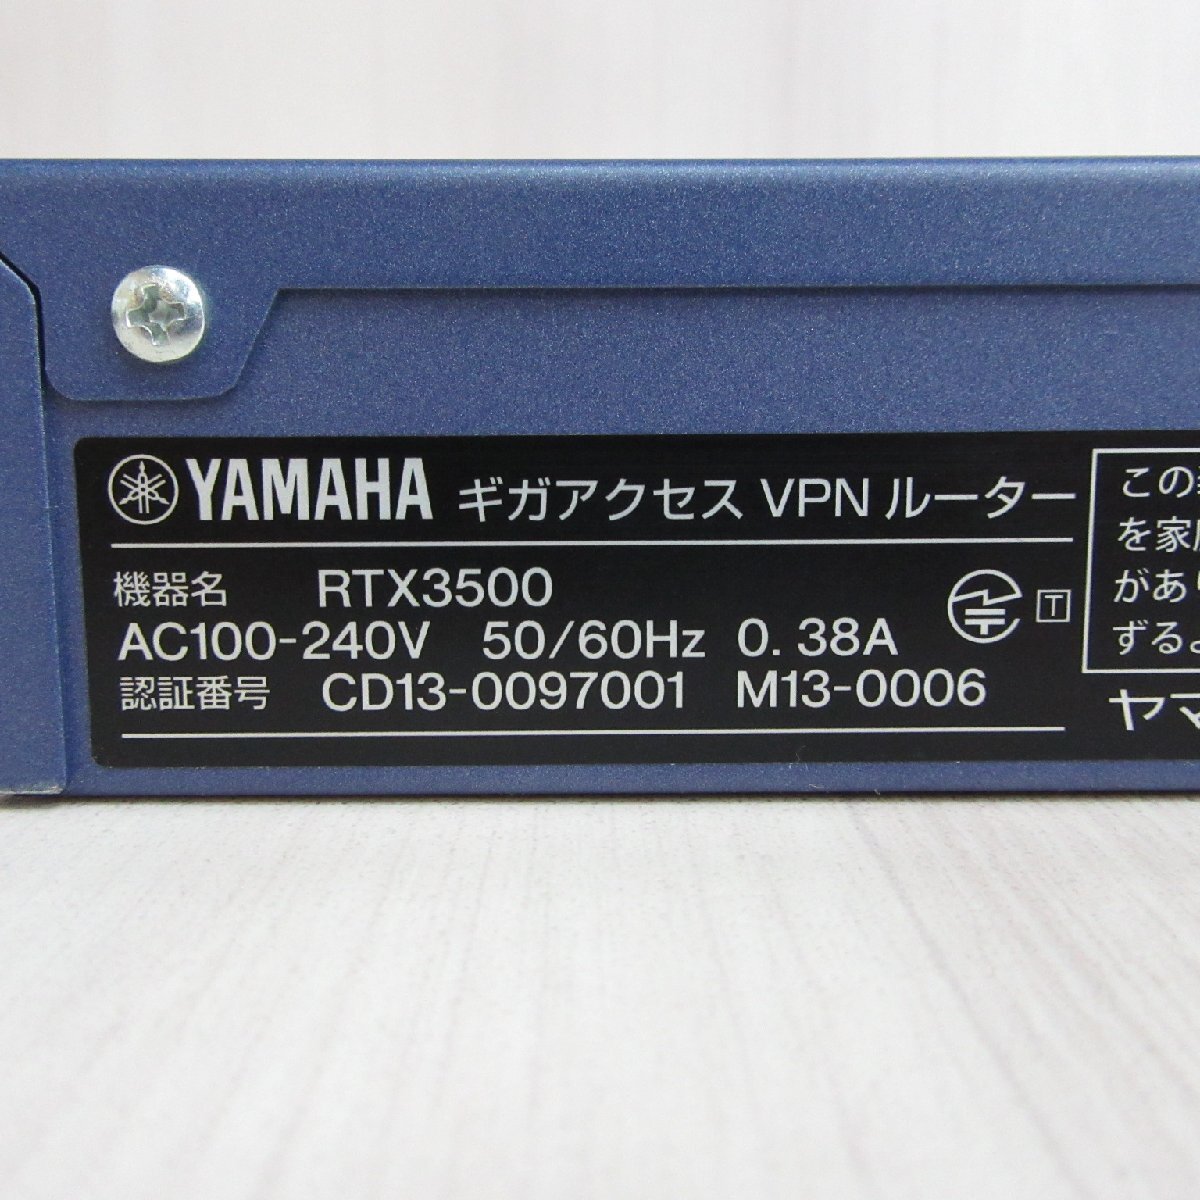 YAMAHA ギガアクセス VPN ルーター
機器名 RTX3500
AC100-240V 50/60Hz 0.38A
認証番号 CD13-0097001 M13-0006
T
この
を家
があり
ずる
ヤマ